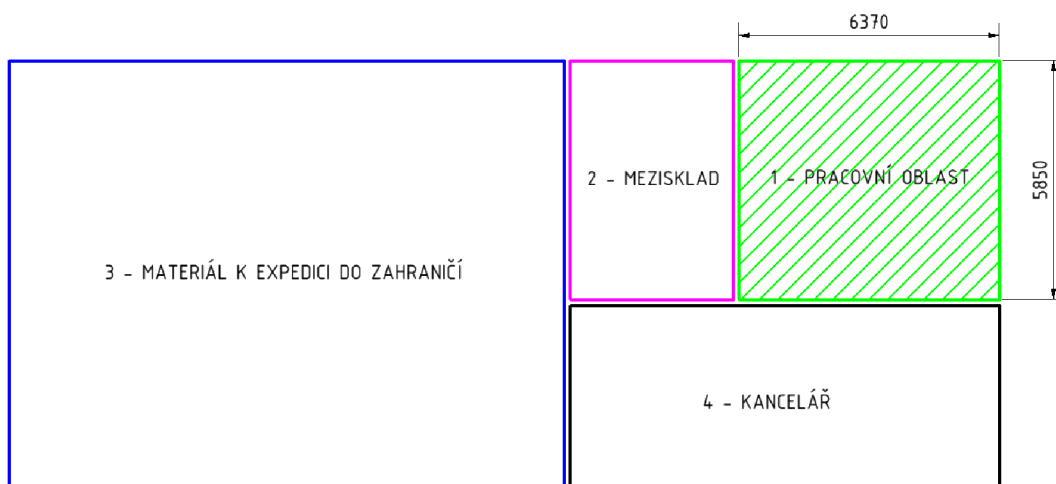 6370
5850
2 - MEZISKLAD
1 - PRACOVNÍ OBLAST
3 - MATERIÁL K EXPEDICI DO ZAHRANIČÍ
4 - KANCELÁŘ